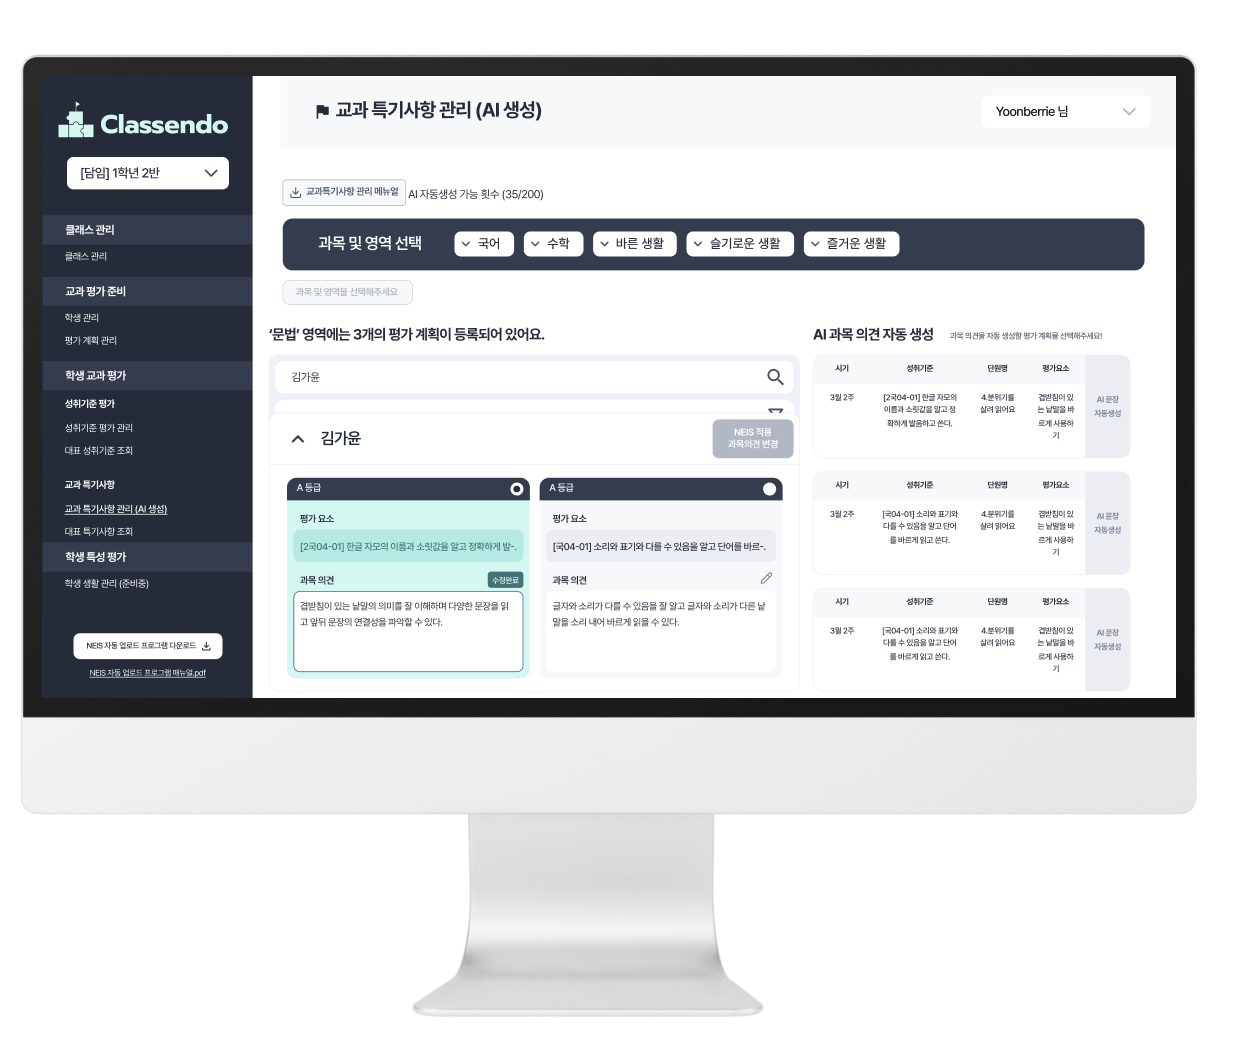 Classendo
[담임] 1학년 2반
클래스 관리
클래스 관리
교과 평가 준비
학생 관리
평가 계획 관리
학생 교과 평가
성취기준 평가
성취기준 평가 관리
대표 성취기준 조회
교과 특기사항
교과 특기사항 관리 (AI 생성)
대표 특기사항 조회
학생 특성 평가
학생 생활 관리 (준비중)
NEIS 자동 업로드 프로그램 다운로드
NEIS 자동 업로드 프로그램 매뉴얼.pdf
교과 특기사항 관리 (AI 생성)
Yoonberrie 님
교과특기사항 관리 메뉴얼
AI 자동생성 가능 횟수 (35/200)
과목 및 영역 선택
국어
수학
바른 생활
슬기로운 생활
즐거운 생활
과목 및 영역을 선택해주세요
‘문법’ 영역에는 3개의 평가 계획이 등록되어 있어요.
김가윤
김가윤
NEIS 적용
과목의견 변경
A 등급
평가 요소
[2국04-01] 한글 자모의 이름과 소릿값을 알고 정확하게 발-.
과목 의견
수정완료
겹받침이 있는 낱말의 의미를 잘 이해하며 다양한 문장을 읽
고 앞뒤 문장의 연결성을 파악할 수 있다.
A 등급
평가 요소
[국04-01] 소리와 표기와 다를 수 있음을 알고 단어를 바르-.
과목 의견
글자와 소리가 다를 수 있음을 잘 알고 글자와 소리가 다른 낱
말을 소리 내어 바르게 읽을 수 있다.
AI 과목 의견 자동 생성
과목 의견을 자동 생성할 평가 계획을 선택해주세요!
시기
성취기준
단원명
평가요소
3월 2주
[2국04-01] 한글 자모의
이름과 소릿값을 알고 정
확하게 발음하고 쓴다.
4.분위기를
살려 읽어요
겹받침이 있
는 낱말을 바
르게 사용하
기
AI 문장
자동생성
시기
성취기준
단원명
평가요소
3월 2주
[국04-01] 소리와 표기와
다를 수 있음을 알고 단어
를 바르게 읽고 쓴다.
4.분위기를
살려 읽어요
겹받침이 있
는 낱말을 바
르게 사용하
기
AI 문장
자동생성
시기
성취기준
단원명
평가요소
3월 2주
[국04-01] 소리와 표기와
다를 수 있음을 알고 단어
를 바르게 읽고 쓴다.
4.분위기를
살려 읽어요
겹받침이 있
는 낱말을 바
르게 사용하
기
AI 문장
자동생성